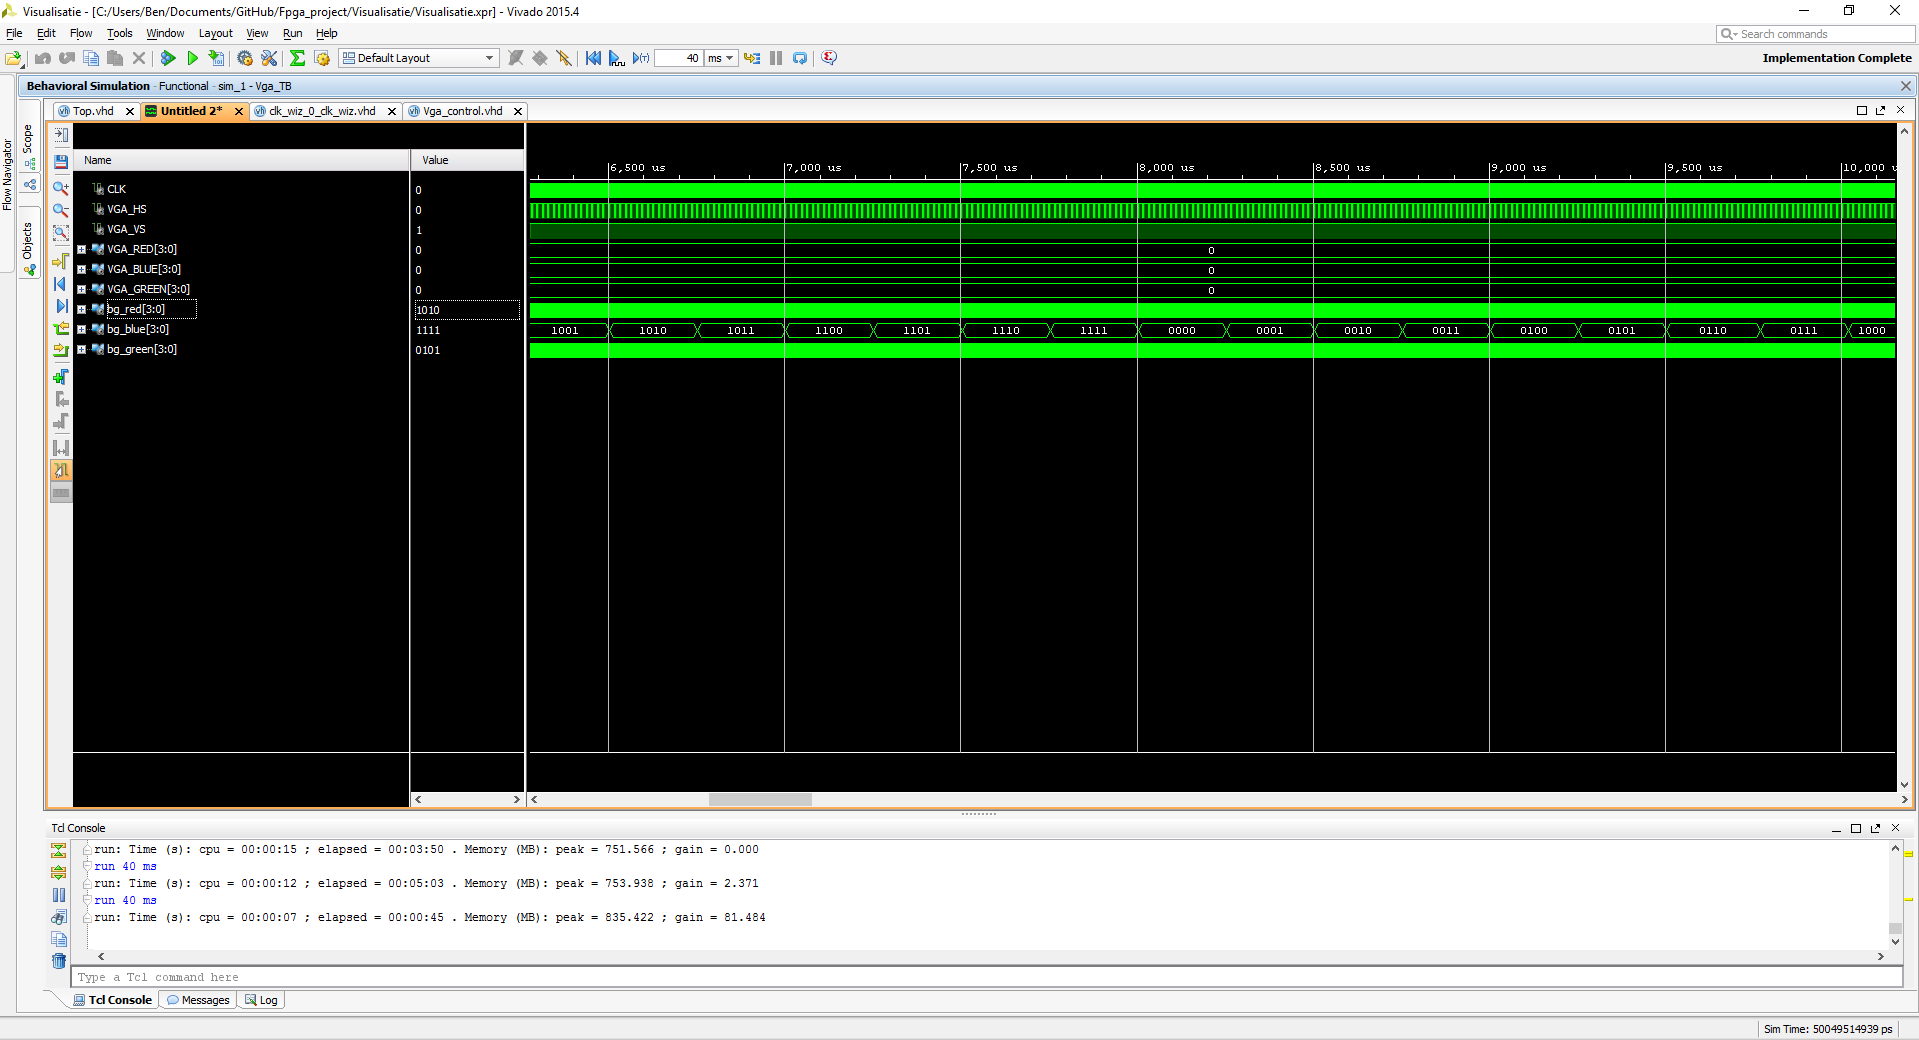 Visualisatie - [C:/Users/Ben/Documents/GitHub/Fpga_project/Visualisatie/Visualisatie.xpr] - Vivado 2015.4
File Edit Flow Tools Window Layout View Run Help
Search commands
Default Layout
40 ms
Implementation Complete
Behavioral Simulation - Functional - sim_1 - Vga_TB
Flow Navigator
Scope
Objects
Top.vhd
Untitled 2*
clk_wiz_0_clk_wiz.vhd
Vga_control.vhd
Name Value
6,500 us 7,000 us 7,500 us 8,000 us 8,500 us 9,000 us 9,500 us 10,000 u
CLK 0
VGA_HS 0
VGA_VS 1
VGA_RED[3:0] 0 0
VGA_BLUE[3:0] 0 0
VGA_GREEN[3:0] 0 0
bg_red[3:0] 1010
bg_blue[3:0] 1111 1001 1010 1011 1100 1101 1110 1111 0000 0001 0010 0011 0100 0101 0110 0111 1000
bg_green[3:0] 0101
Tcl Console
run: Time (s): cpu = 00:00:15 ; elapsed = 00:03:50 . Memory (MB): peak = 751.566 ; gain = 0.000
run 40 ms
run: Time (s): cpu = 00:00:12 ; elapsed = 00:05:03 . Memory (MB): peak = 753.938 ; gain = 2.371
run 40 ms
run: Time (s): cpu = 00:00:07 ; elapsed = 00:00:45 . Memory (MB): peak = 835.422 ; gain = 81.484
Type a Tcl command here
Tcl Console Messages Log
Sim Time: 50049514939 ps